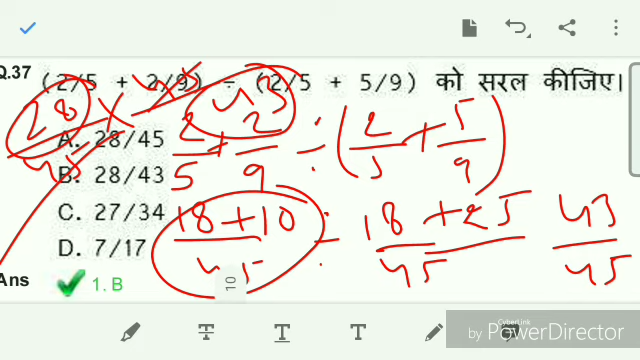 Q.37 (2/5 + 2/9) ÷ (2/5 + 5/9) को सरल कीजिए।
28 × 45 43
45
A. 28/45 2/5 + 2/9 ÷ (2/5 + 5/9)
B. 28/43
C. 27/34 18+10/45 ÷ 18+25/45 43/45
D. 7/17
Ans 1. B
10
CyberLink
by PowerDirector